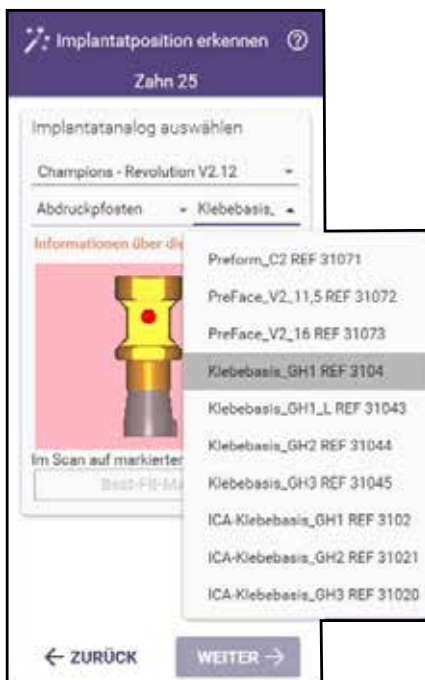 Implantatposition erkennen ?
Zahn 25
Implantatanalog auswählen
Champions - Revolution V2.12
Abdruckpfosten Klebebasis_
Informationen über die
Preform_C2 REF 31071
PreFace_V2_11,5 REF 31072
PreFace_V2_16 REF 31073
Klebebasis_GH1 REF 3104
Klebebasis_GH1_L REF 31043
Klebebasis_GH2 REF 31044
Klebebasis_GH3 REF 31045
ICA-Klebebasis_GH1 REF 3102
ICA-Klebebasis_GH2 REF 31021
ICA-Klebebasis_GH3 REF 31020
Im Scan auf markierter
Best-Fit-Ma
← ZURÜCK WEITER →